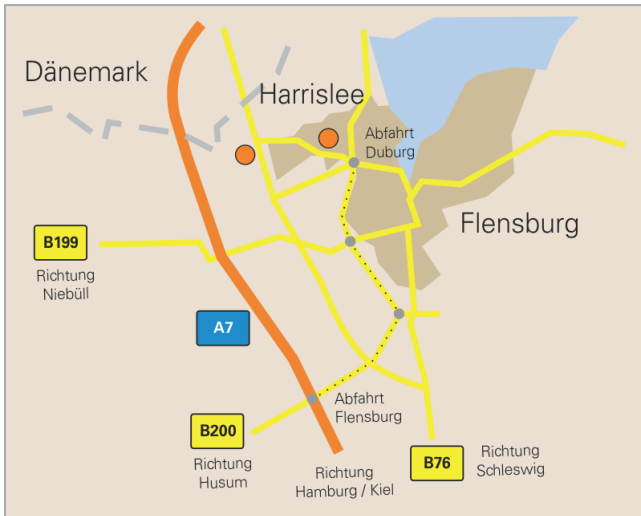 Dänemark
Harrislee
Abfahrt
Duburg
Flensburg
B199
Richtung
Niebüll
A7
Abfahrt
Flensburg
B200
Richtung
Husum
Richtung
Hamburg / Kiel
B76
Richtung
Schleswig